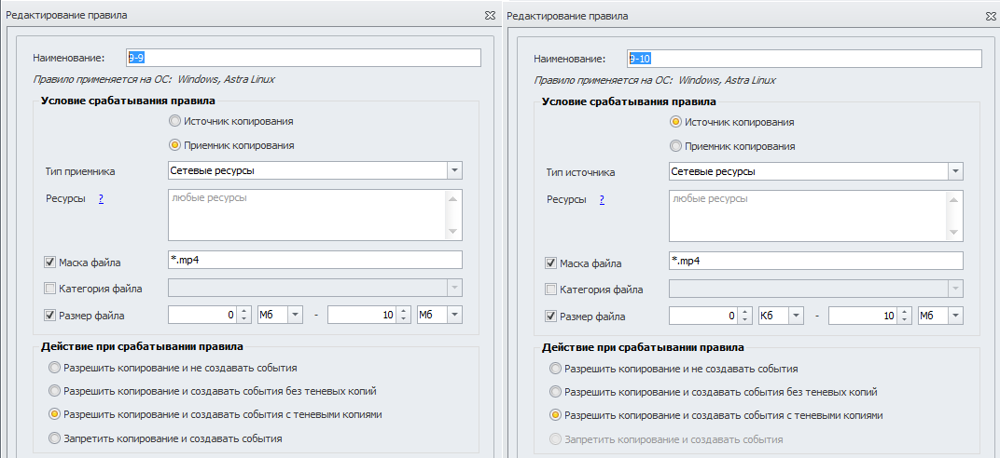 Редактирование правила
Наименование: Э-9
Правило применяется на ОС: Windows, Astra Linux
Условие срабатывания правила
Источник копирования
Приемник копирования
Тип приемника Сетевые ресурсы
Ресурсы ? любые ресурсы
Маска файла *.mp4
Категория файла
Размер файла 0 Мб - 10 Мб
Действие при срабатывании правила
Разрешить копирование и не создавать события
Разрешить копирование и создавать события без теневых копий
Разрешить копирование и создавать события с теневыми копиями
Запретить копирование и создавать события
Редактирование правила
Наименование: Э-10
Правило применяется на ОС: Windows, Astra Linux
Условие срабатывания правила
Источник копирования
Приемник копирования
Тип источника Сетевые ресурсы
Ресурсы ? любые ресурсы
Маска файла *.mp4
Категория файла
Размер файла 0 Кб - 10 Мб
Действие при срабатывании правила
Разрешить копирование и не создавать события
Разрешить копирование и создавать события без теневых копий
Разрешить копирование и создавать события с теневыми копиями
Запретить копирование и создавать события